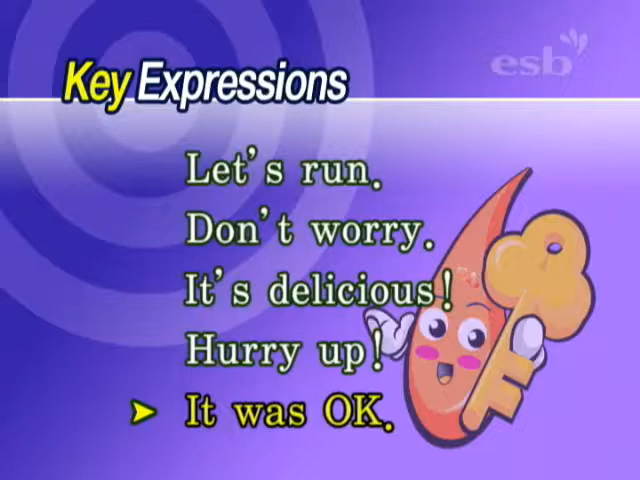 esb
Key Expressions
Let's run.
Don't worry.
It's delicious!
Hurry up!
It was OK.